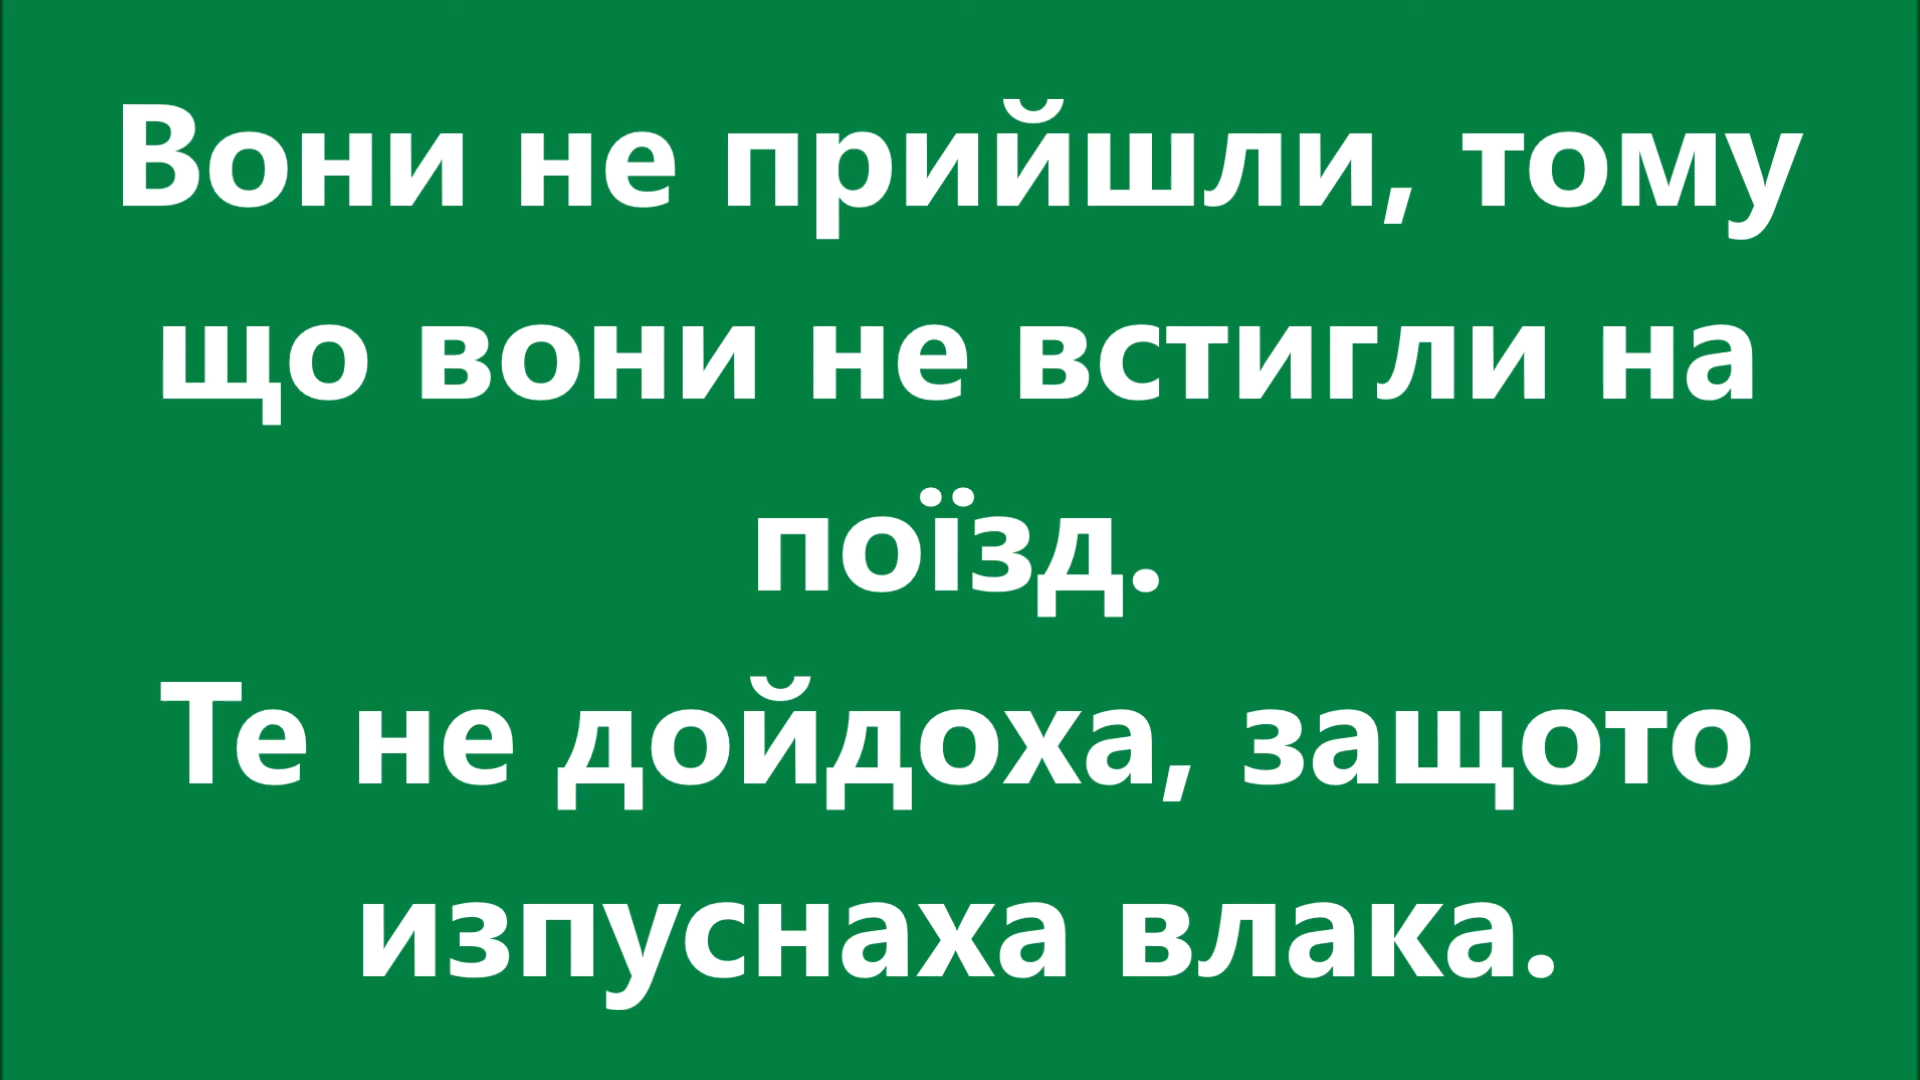 Вони не прийшли, тому
що вони не встигли на
поїзд.
Те не дойдоха, защото
изпуснаха влака.